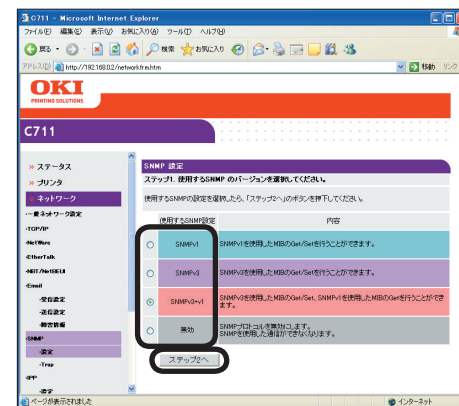 C711 - Microsoft Internet Explorer
ファイル(F) 編集(E) 表示(V) お気に入り(A) ツール(T) ヘルプ(H)
戻る 検索 お気に入り
アドレス(D) http://192.168.0.2/networkfrm.htm 移動 リンク
OKI
PRINTING SOLUTIONS
C711
» ステータス
» プリンタ
» ネットワーク
・一般ネットワーク設定
・TCP/IP
・NetWare
・EtherTalk
・NBT/NetBEUI
・Email
・受信設定
・送信設定
・障害情報
・SNMP
・設定
・Trap
・IPP
・設定
SNMP 設定
ステップ1. 使用するSNMP のバージョンを選択してください。
使用するSNMPの設定を選択したら、「ステップ2へ」のボタンを押下してください。
使用するSNMP設定 内容
SNMPv1 SNMPv1を使用したMIBのGet/Setを行うことができます。
SNMPv3 SNMPv3を使用したMIBのGet/Setを行うことができます。
SNMPv3+v1 SNMPv3を使用したMIBのGet/Set、SNMPv1を使用したMIBのGetを行うことができ
ます。
無効 SNMPプロトコルを無効にします。
SNMPを使用した通信ができなくなります。
ステップ2へ
ページが表示されました インターネット